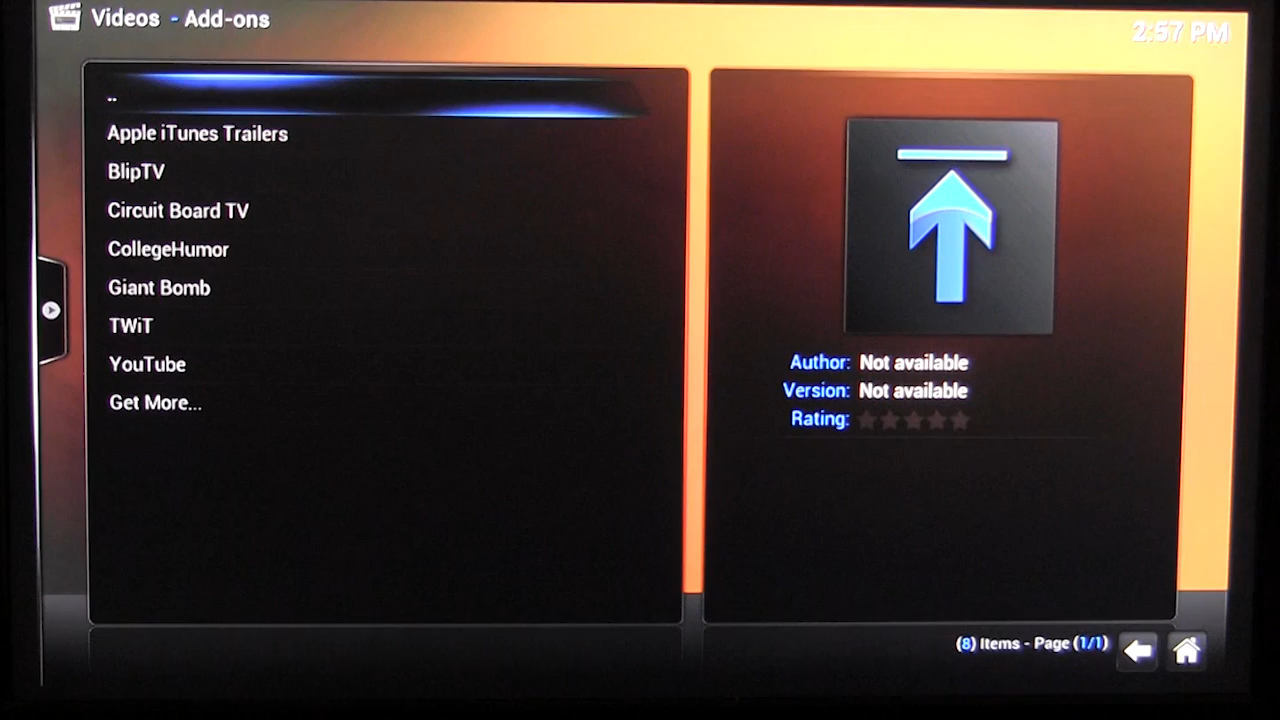 Videos - Add-ons
2:57 PM
..
Apple iTunes Trailers
BlipTV
Circuit Board TV
CollegeHumor
Giant Bomb
TWiT
YouTube
Get More...
Author: Not available
Version: Not available
Rating:
(8) Items - Page (1/1)